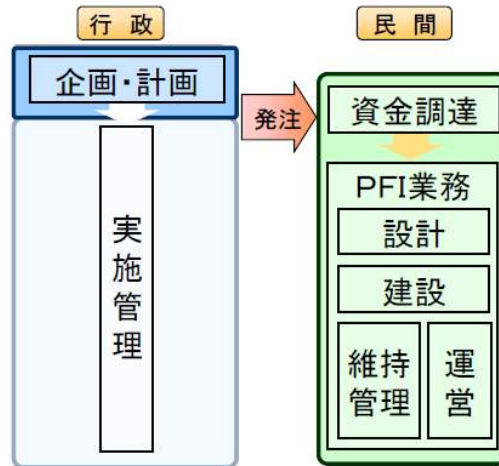 行 政
民 間
企画・計画
発注
資金調達
PFI業務
設計
建設
実施管理
維持
管理
運営